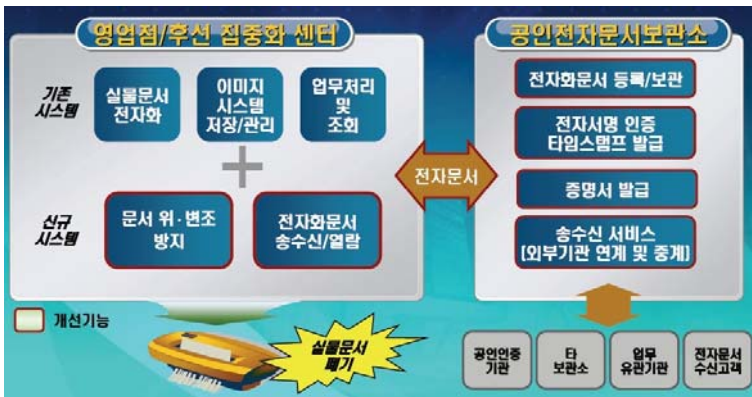 영업점/후선 집중화 센터
기존
시스템
실물문서
전자화
이미지
시스템
저장/관리
업무처리
및
조회
신규
시스템
문서 위·변조
방지
전자화문서
송수신/열람
개선기능
실물문서
폐기
전자문서
공인전자문서보관소
전자화문서 등록/보관
전자서명 인증
타임스탬프 발급
증명서 발급
송수신 서비스
[외부기관 연계 및 중계]
공인인증
기관
타
보관소
업무
유관기관
전자문서
수신고객